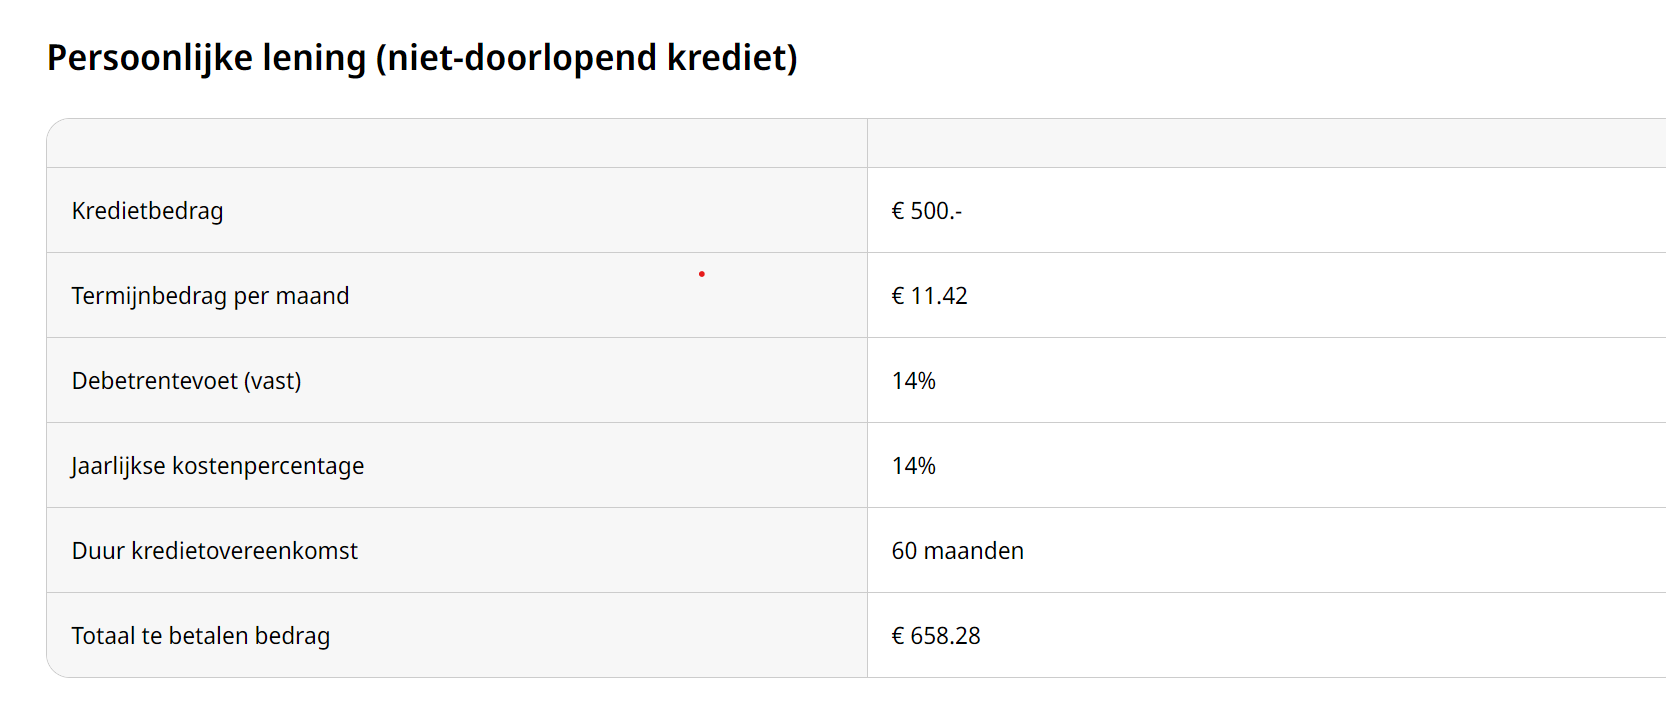 Persoonlijke lening (niet-doorlopend krediet)
Kredietbedrag € 500.-
Termijnbedrag per maand € 11.42
Debetrentevoet (vast) 14%
Jaarlijkse kostenpercentage 14%
Duur kredietovereenkomst 60 maanden
Totaal te betalen bedrag € 658.28